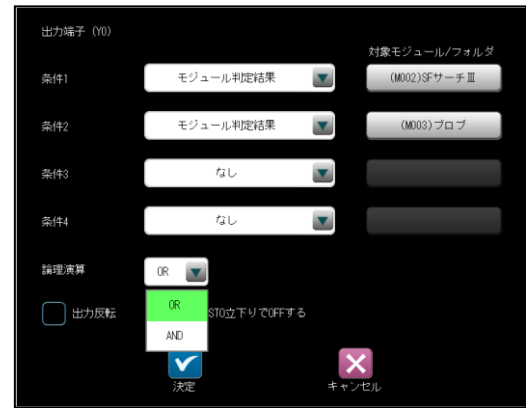 出力端子 (Y0)
対象モジュール/フォルダ
条件1 モジュール判定結果 (M002)SFサーチⅢ
条件2 モジュール判定結果 (M003)ブロブ
条件3 なし
条件4 なし
論理演算 OR
出力反転 OR STO立下りでOFFする
AND
決定 キャンセル